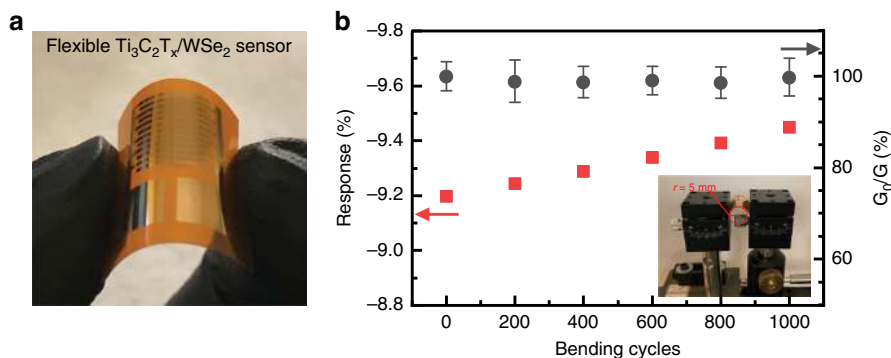 a
Flexible Ti₃C₂Tₓ/WSe₂ sensor
b
Response (%)
–9.8
–9.6
–9.4
–9.2
–9.0
–8.8
0 200 400 600 800 1000
Bending cycles
100
80
60
G₀/G (%)
r = 5 mm